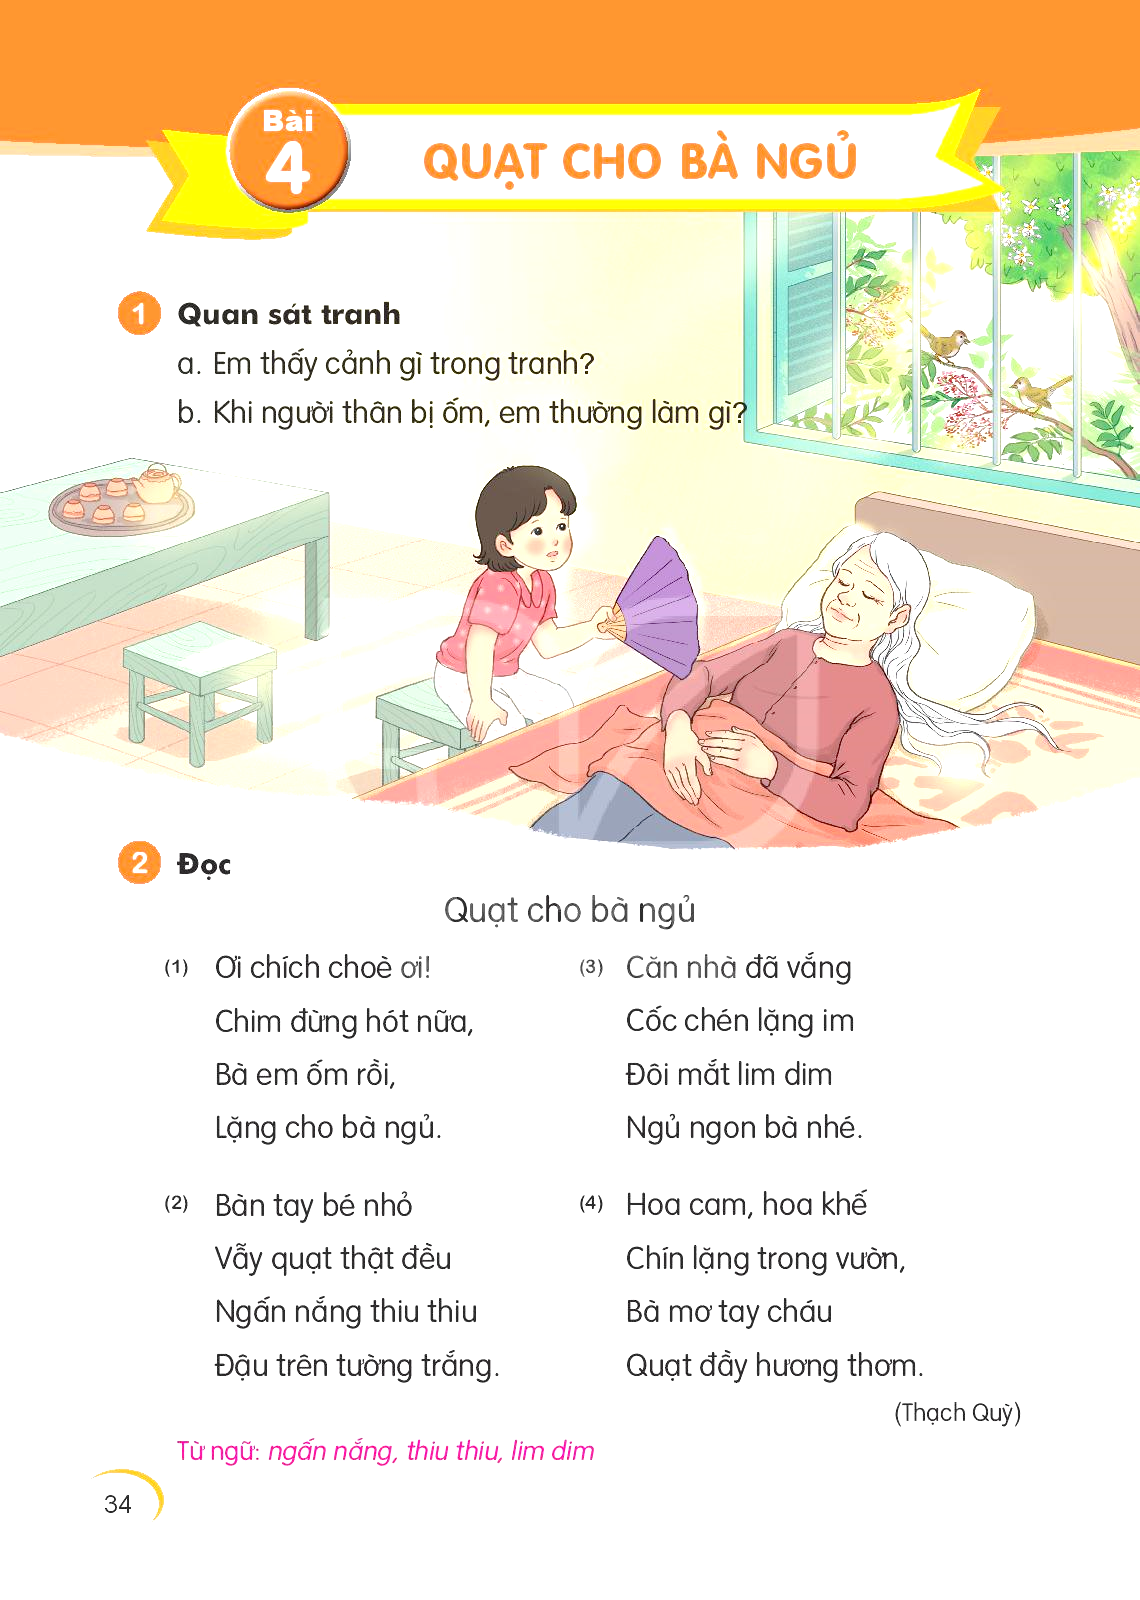 Bài
4
QUẠT CHO BÀ NGỦ
1 Quan sát tranh
a. Em thấy cảnh gì trong tranh?
b. Khi người thân bị ốm, em thường làm gì?
2 Đọc
Quạt cho bà ngủ
(1) Ơi chích choè ơi!
Chim đừng hót nữa,
Bà em ốm rồi,
Lặng cho bà ngủ.
(2) Bàn tay bé nhỏ
Vẫy quạt thật đều
Ngấn nắng thiu thiu
Đậu trên tường trắng.
(3) Căn nhà đã vắng
Cốc chén lặng im
Đôi mắt lim dim
Ngủ ngon bà nhé.
(4) Hoa cam, hoa khế
Chín lặng trong vườn,
Bà mơ tay cháu
Quạt đầy hương thơm.
(Thạch Quỳ)
Từ ngữ: ngấn nắng, thiu thiu, lim dim
34